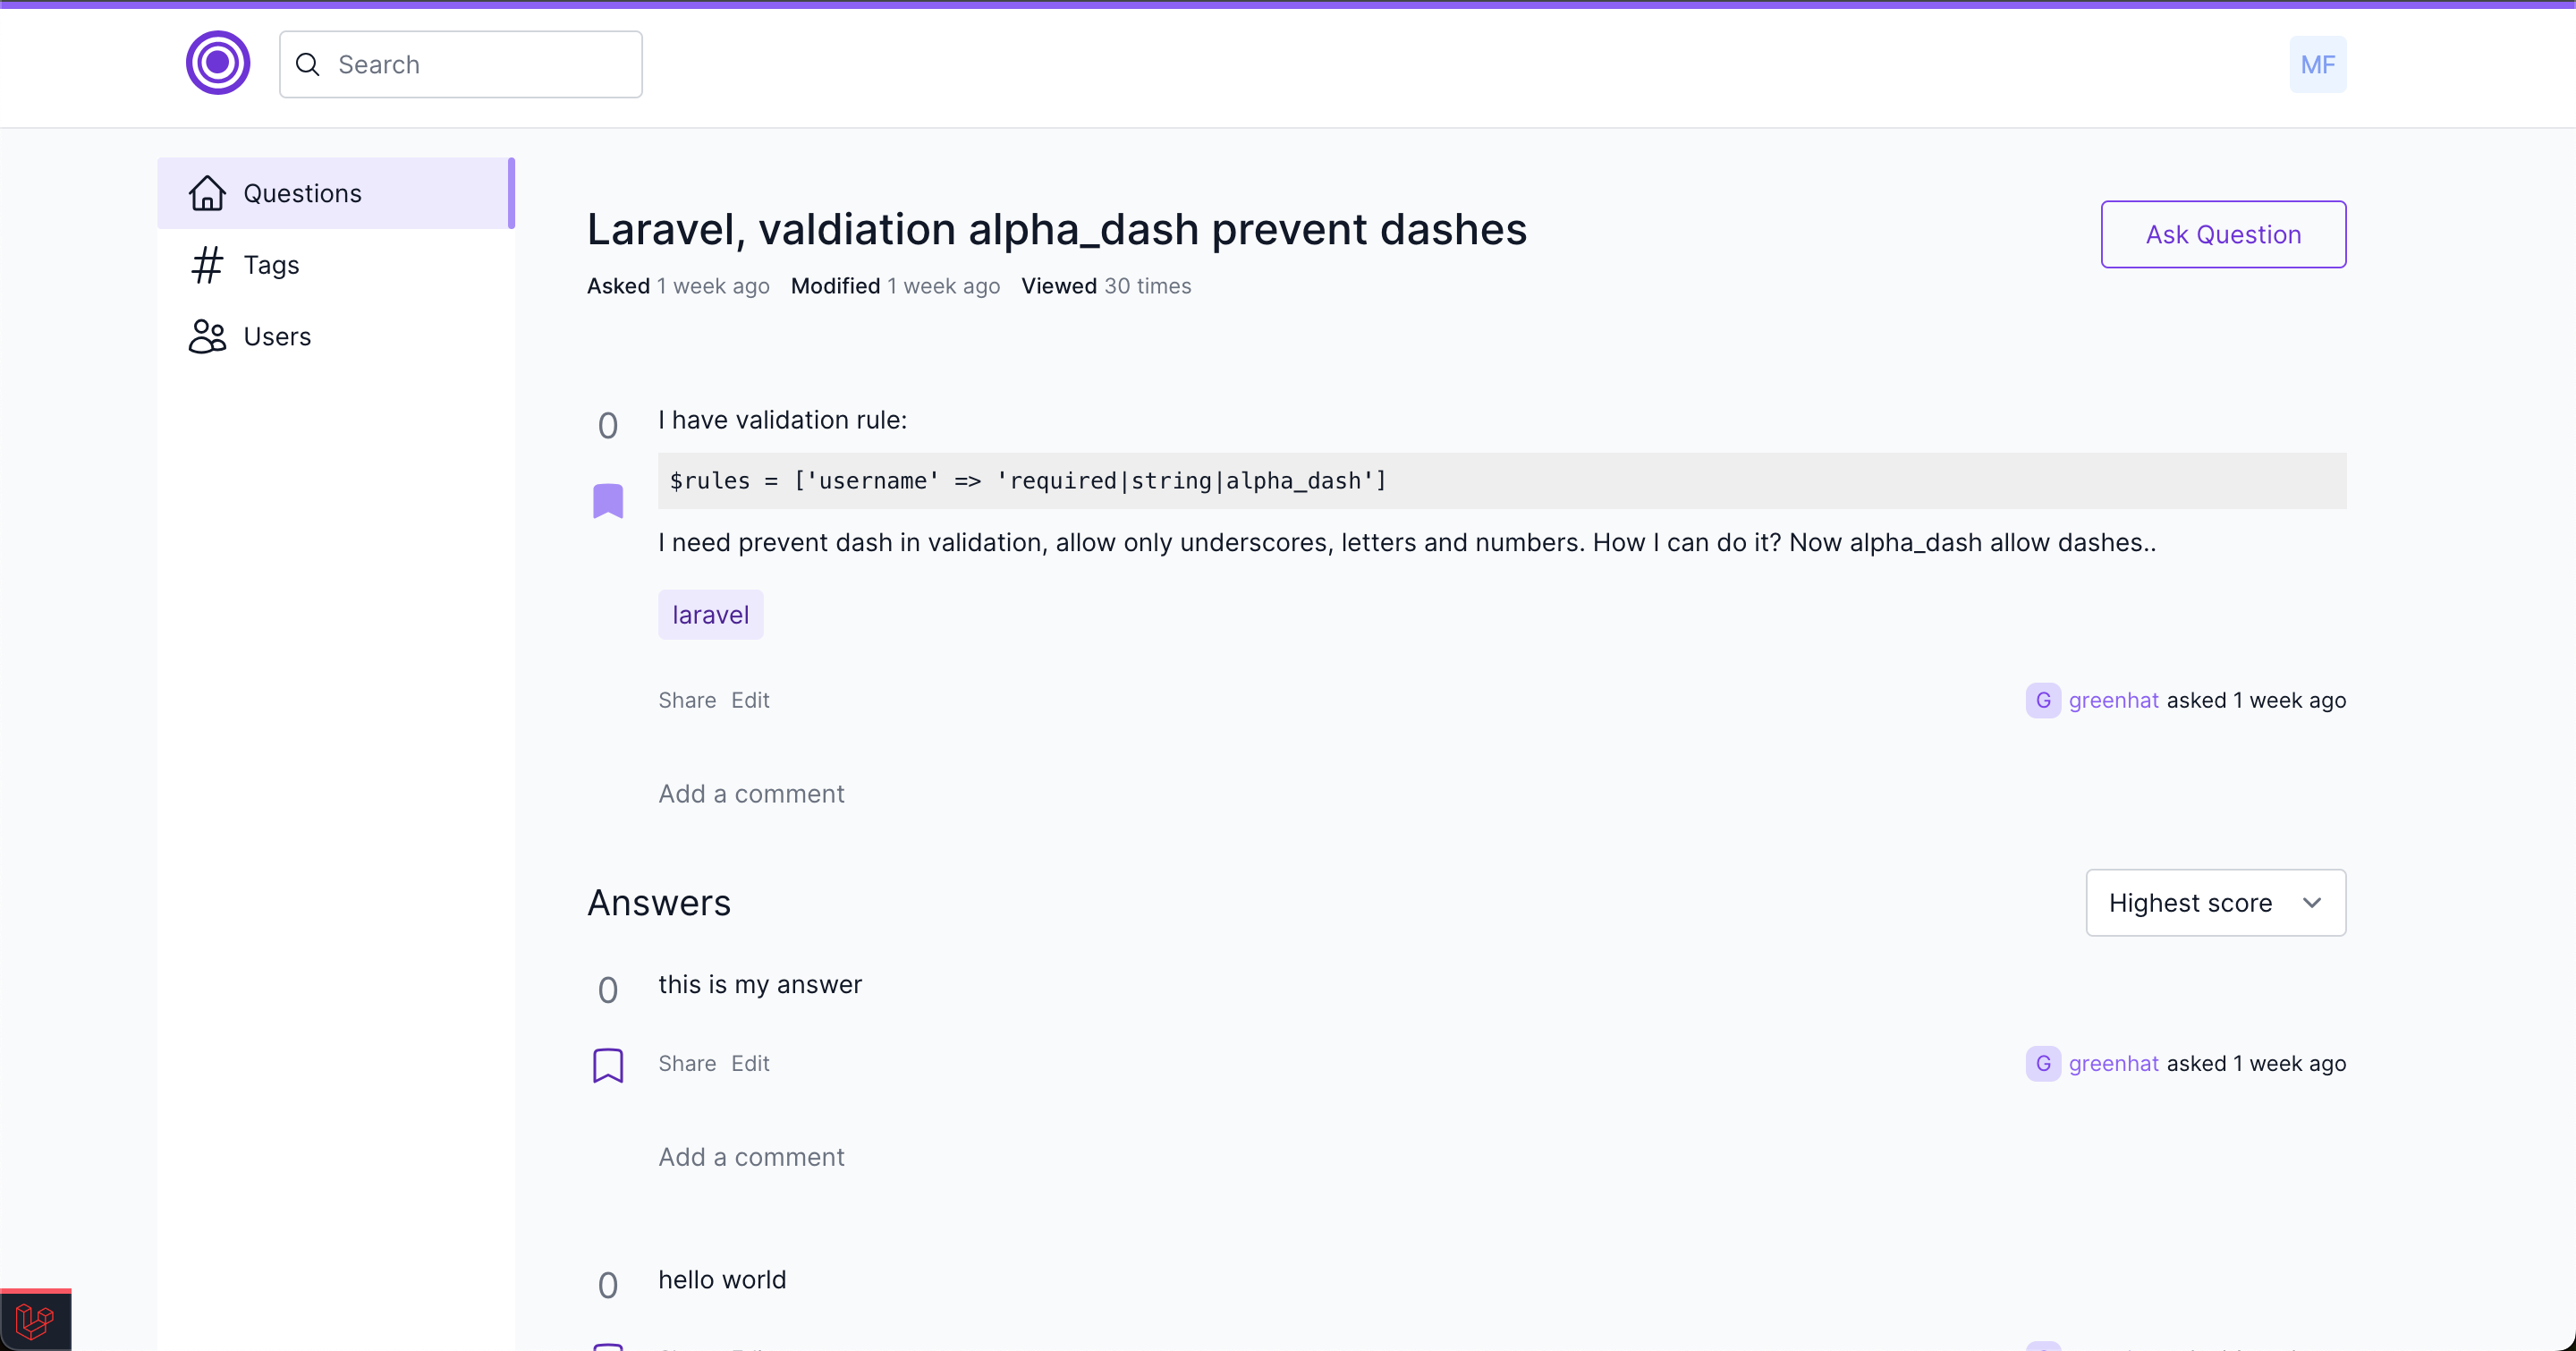 Search
MF
Questions
Tags
Users
Laravel, valdiation alpha_dash prevent dashes
Ask Question
Asked 1 week ago Modified 1 week ago Viewed 30 times
0
I have validation rule:
$rules = ['username' => 'required|string|alpha_dash']
I need prevent dash in validation, allow only underscores, letters and numbers. How I can do it? Now alpha_dash allow dashes..
laravel
Share Edit
G greenhat asked 1 week ago
Add a comment
Answers
Highest score
0
this is my answer
Share Edit
G greenhat asked 1 week ago
Add a comment
0
hello world